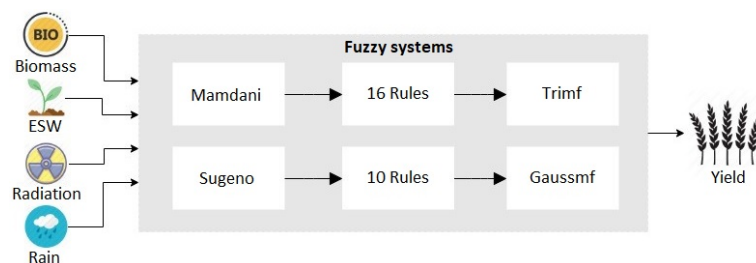 BIO
Biomass
ESW
Radiation
Rain
Fuzzy systems
Mamdani
16 Rules
Trimf
Sugeno
10 Rules
Gaussmf
Yield